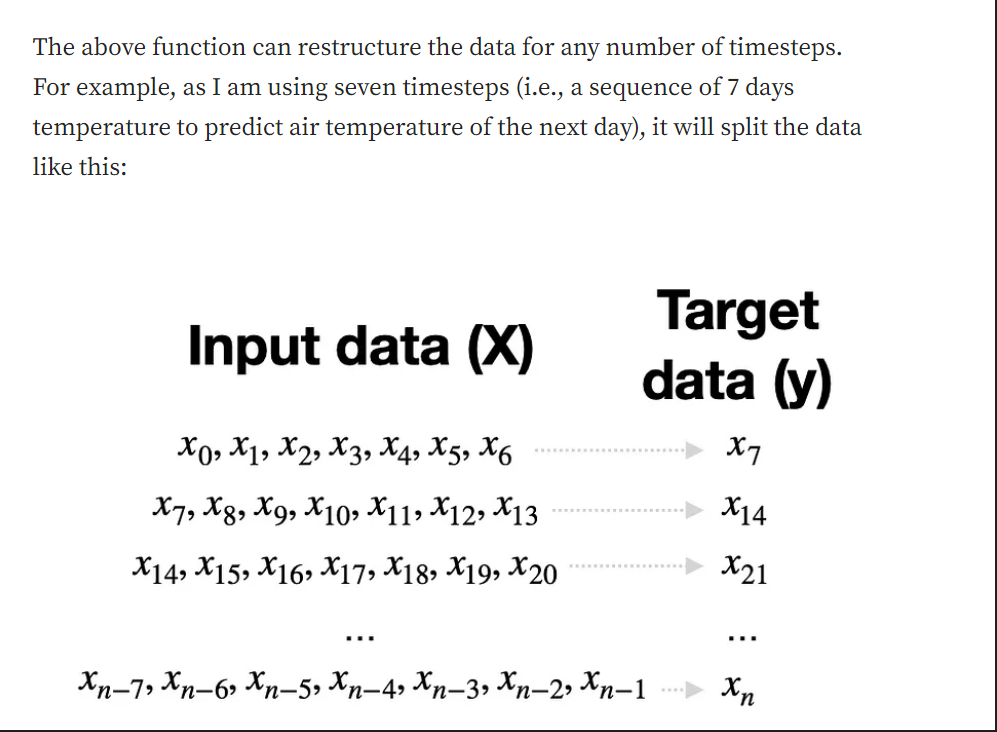 The above function can restructure the data for any number of timesteps.
For example, as I am using seven timesteps (i.e., a sequence of 7 days
temperature to predict air temperature of the next day), it will split the data
like this:
Input data (X)
Target
data (y)
x₀, x₁, x₂, x₃, x₄, x₅, x₆ x₇
x₇, x₈, x₉, x₁₀, x₁₁, x₁₂, x₁₃ x₁₄
x₁₄, x₁₅, x₁₆, x₁₇, x₁₈, x₁₉, x₂₀ x₂₁
... ...
xₙ₋₇, xₙ₋₆, xₙ₋₅, xₙ₋₄, xₙ₋₃, xₙ₋₂, xₙ₋₁ xₙ